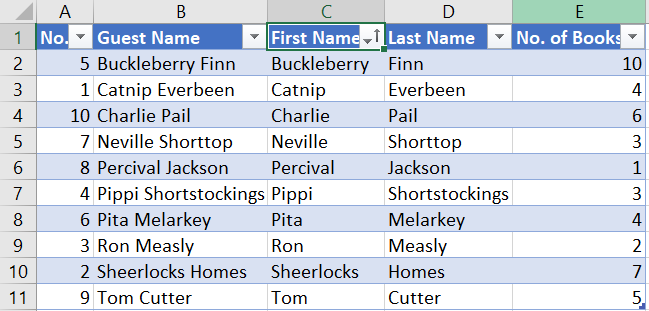 A B C D E
1 No. Guest Name First Name Last Name No. of Books
2 5 Buckleberry Finn Buckleberry Finn 10
3 1 Catnip Everbeen Catnip Everbeen 4
4 10 Charlie Pail Charlie Pail 6
5 7 Neville Shorttop Neville Shorttop 3
6 8 Percival Jackson Percival Jackson 1
7 4 Pippi Shortstockings Pippi Shortstockings 3
8 6 Pita Melarkey Pita Melarkey 4
9 3 Ron Measly Ron Measly 2
10 2 Sheerlocks Homes Sheerlocks Homes 7
11 9 Tom Cutter Tom Cutter 5